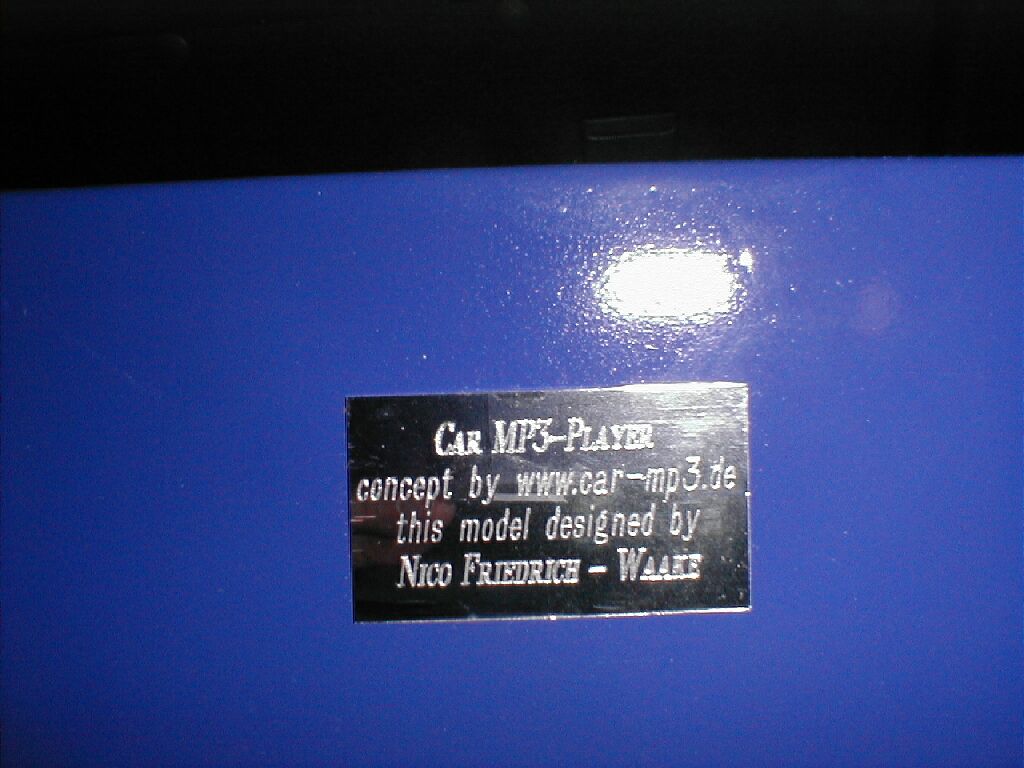 CAR MP3-PLAYER
concept by www.car-mp3.de
this model designed by
NICO FRIEDRICH - WAAKE